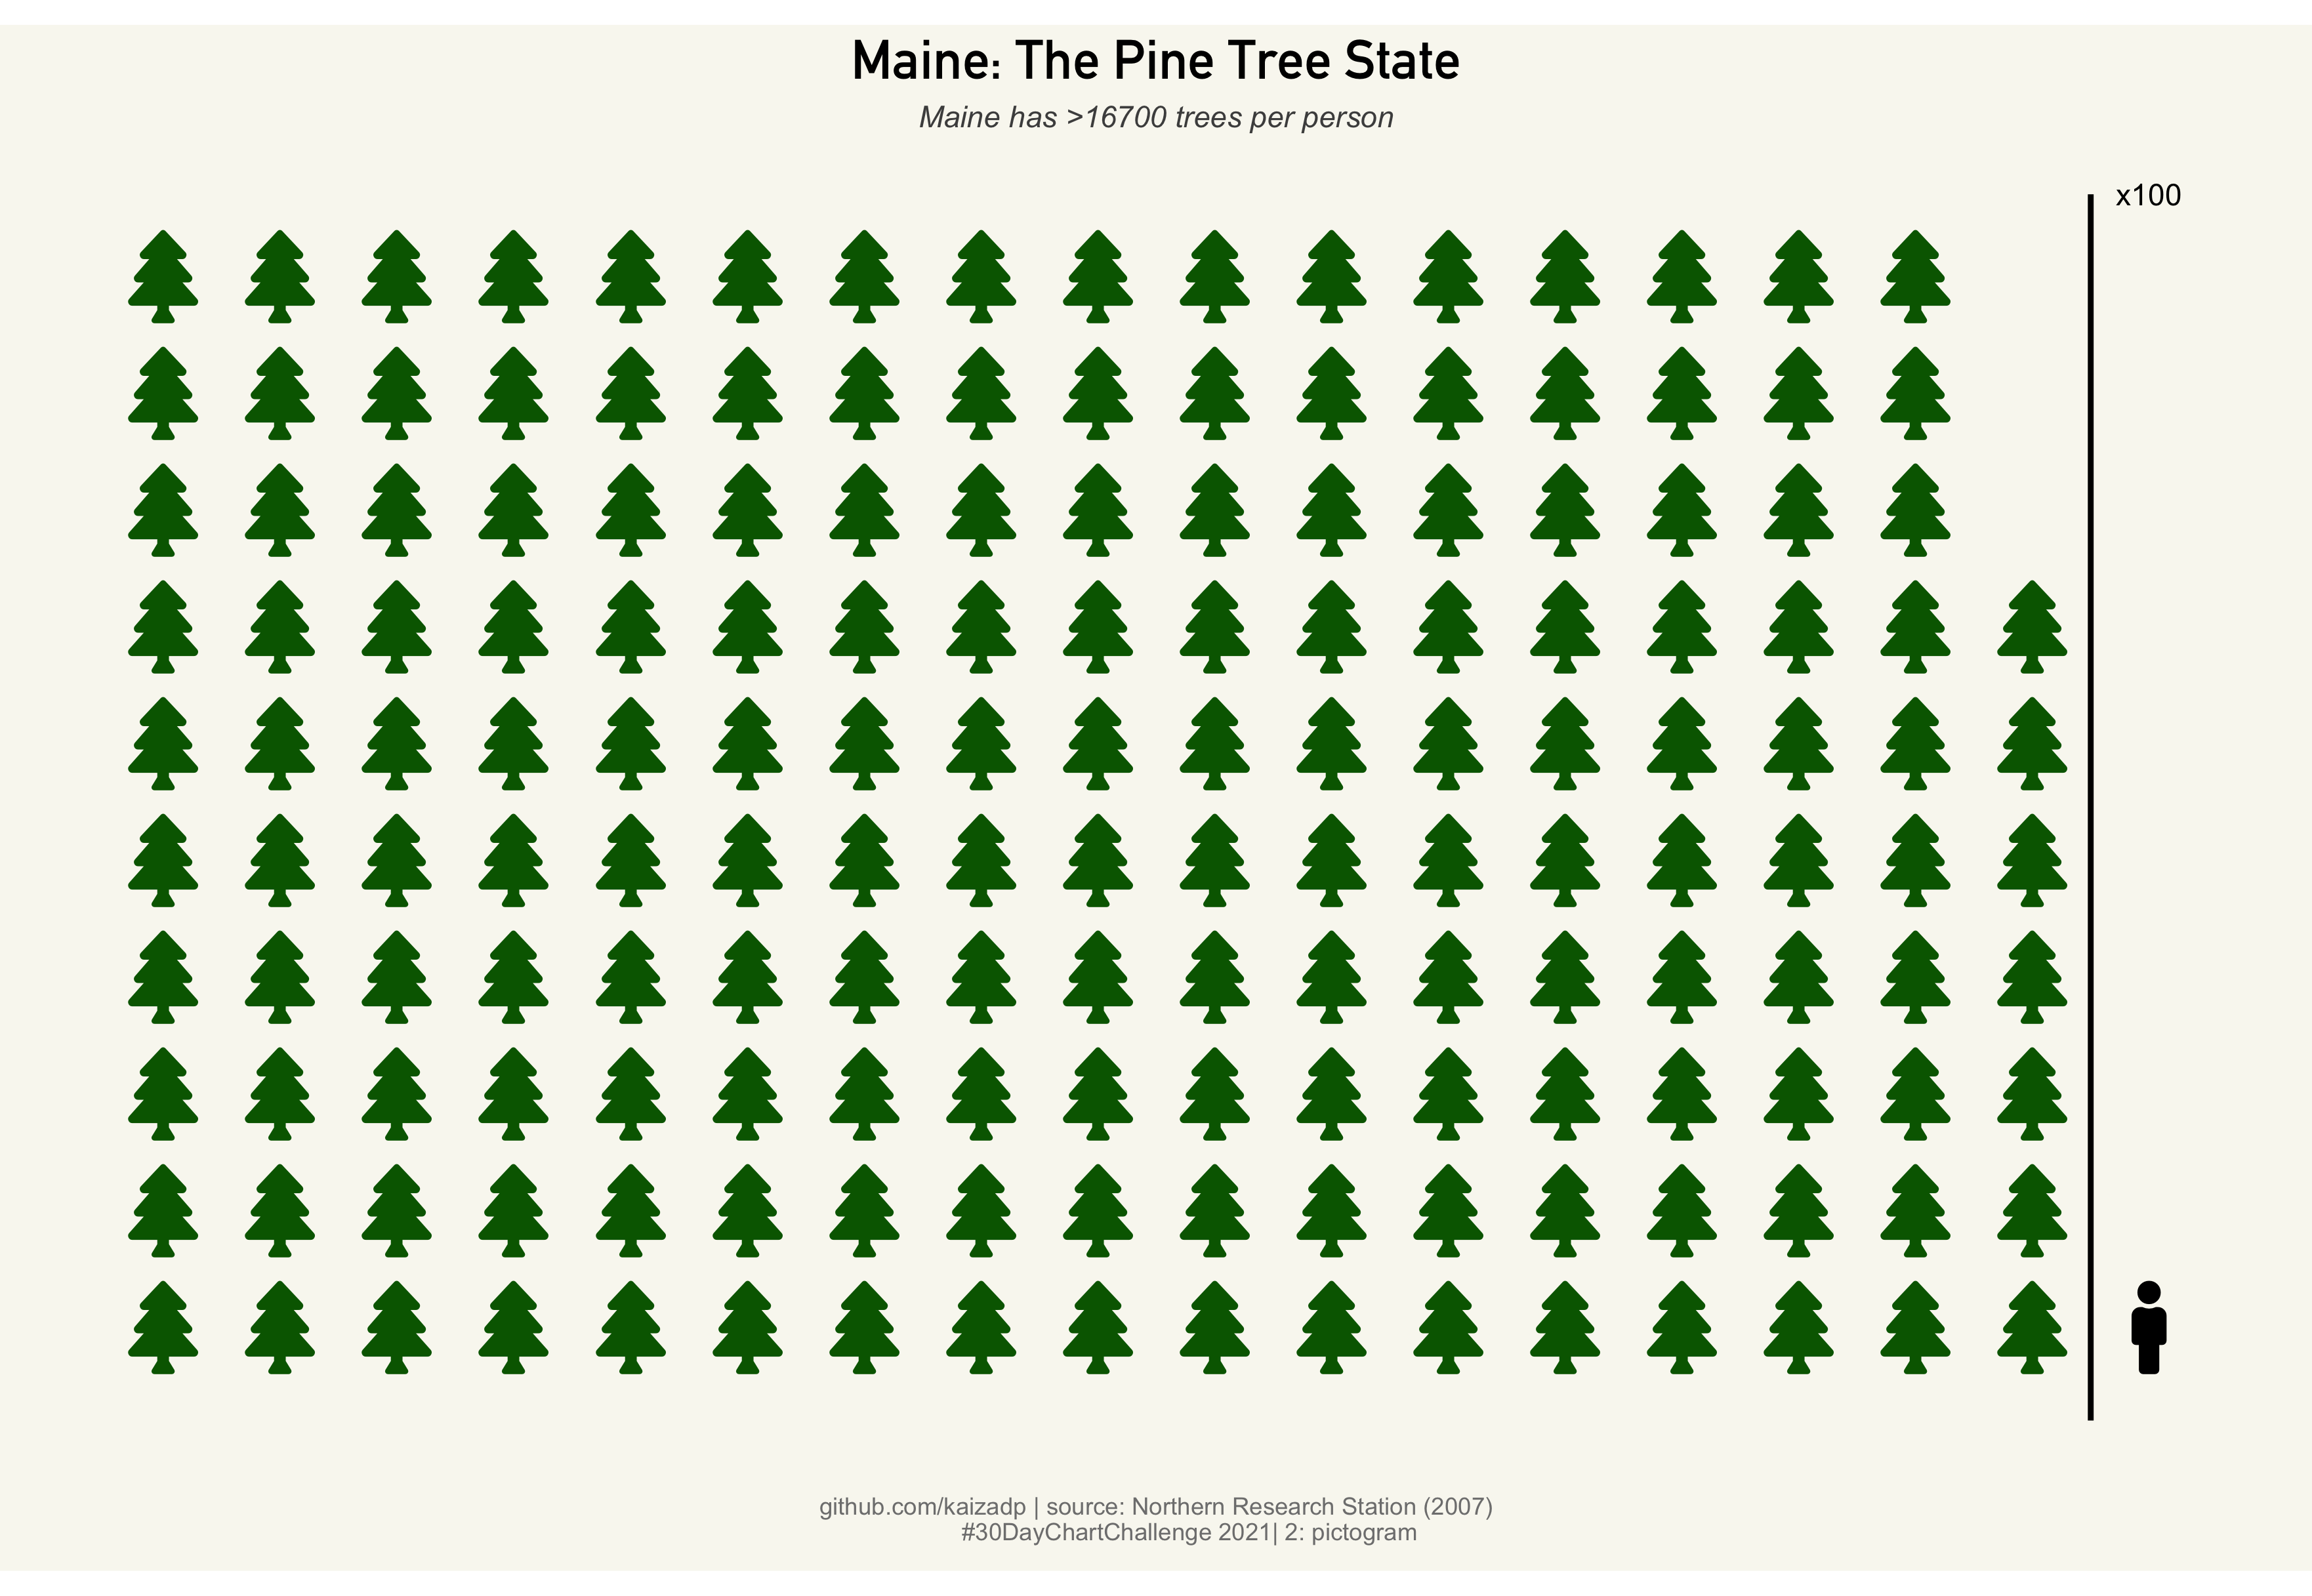 Maine: The Pine Tree State
Maine has >16700 trees per person
x100
github.com/kaizadp | source: Northern Research Station (2007)
#30DayChartChallenge 2021| 2: pictogram